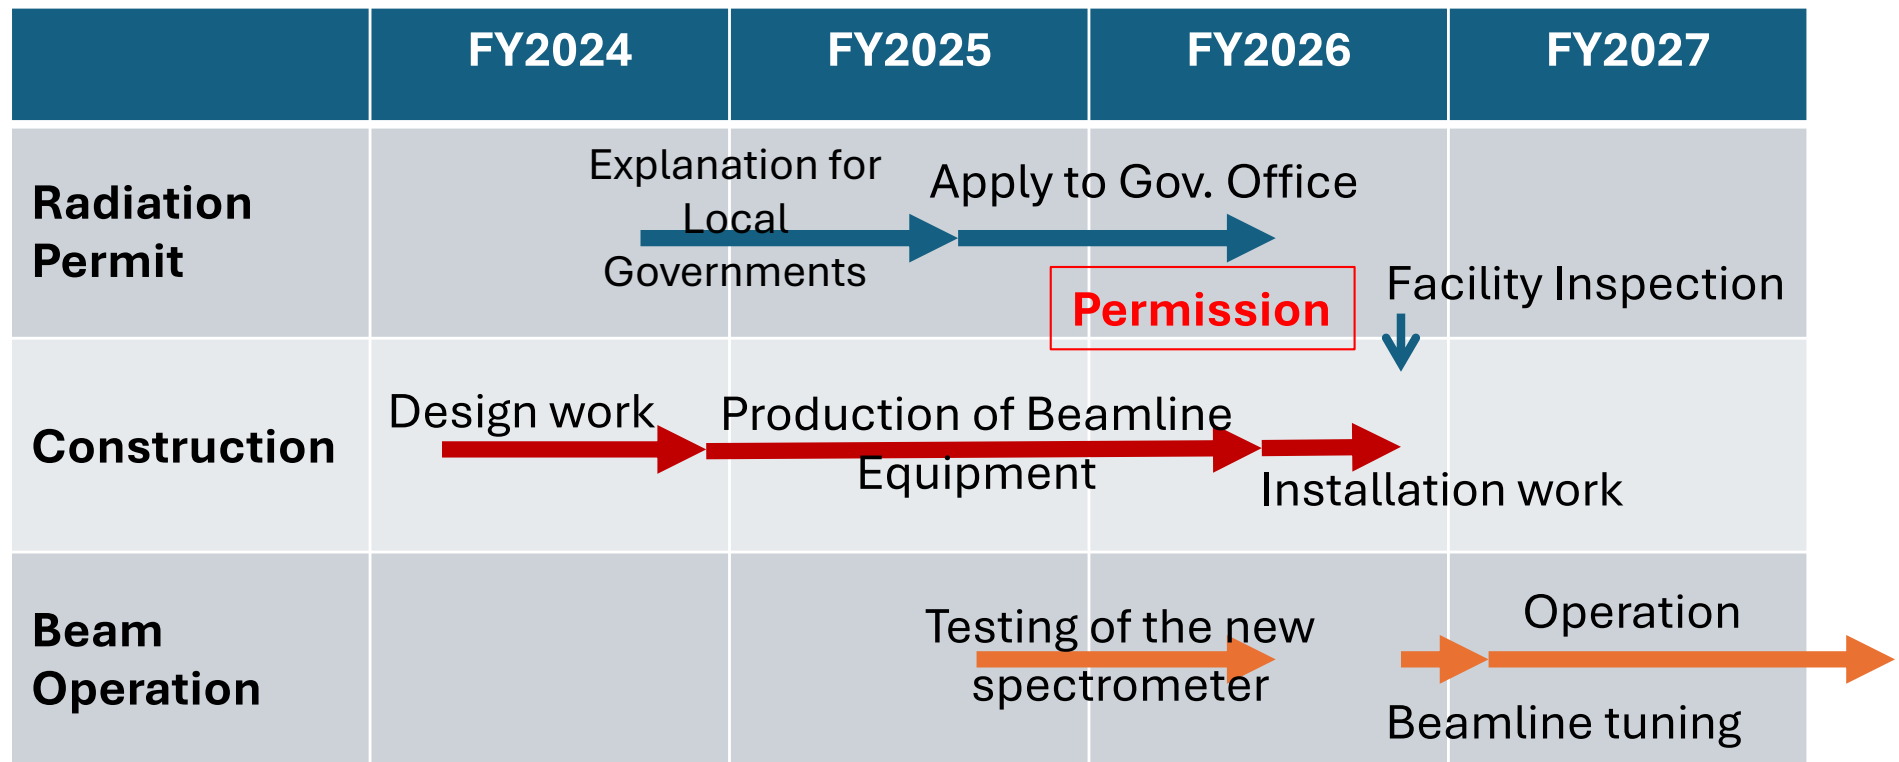 FY2024
FY2025
FY2026
FY2027
Radiation
Permit
Explanation for
Local
Governments
Apply to Gov. Office
Permission
Facility Inspection
Construction
Design work
Production of Beamline
Equipment
Installation work
Beam
Operation
Testing of the new
spectrometer
Operation
Beamline tuning